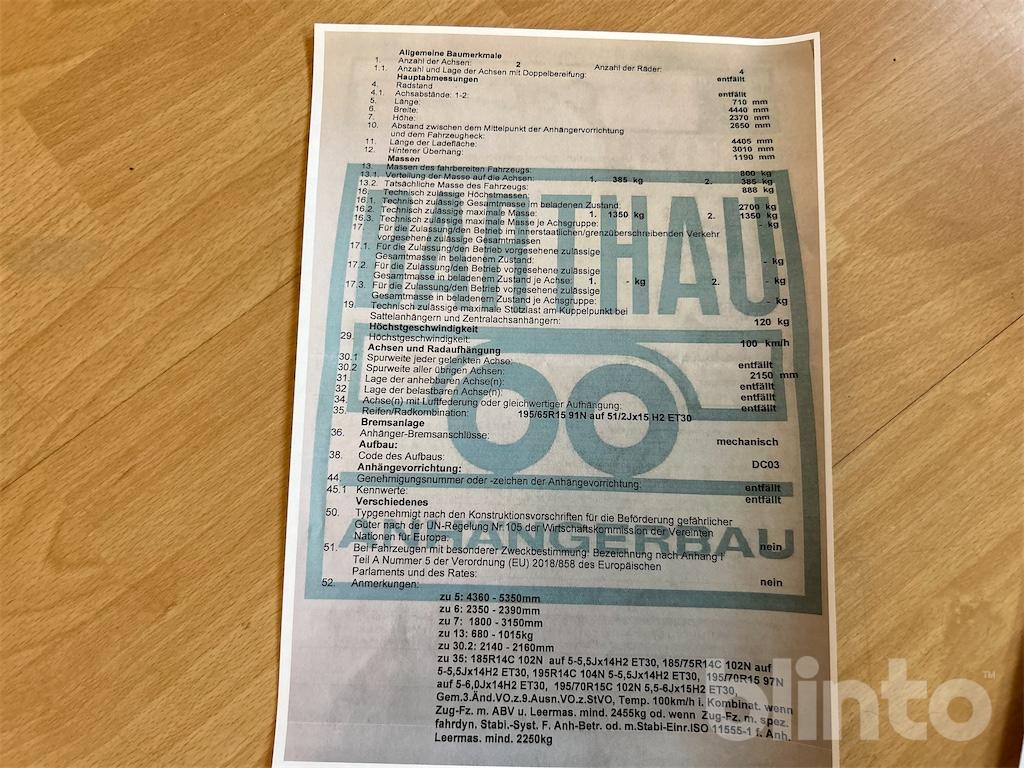 Allgemeine Baumerkmale
1. Anzahl der Achsen: 2 Anzahl der Räder: 4
1.1. Anzahl und Lage der Achsen mit Doppelbereifung: entfällt
Hauptabmessungen
4. Radstand entfällt
4.1. Achsabstände: 1-2: 710 mm
5. Länge: 4440 mm
6. Breite: 2370 mm
7. Höhe: 2650 mm
10. Abstand zwischen dem Mittelpunkt der Anhängervorrichtung
und dem Fahrzeugheck: 4405 mm
11. Länge der Ladefläche: 3010 mm
12. Hinterer Überhang: 1190 mm
Massen
13. Massen des fahrbereiten Fahrzeugs: 800 kg
13.1. Verteilung der Masse auf die Achsen: 1. 385 kg 2. 385 kg
13.2. Tatsächliche Masse des Fahrzeugs: 888 kg
16. Technisch zulässige Höchstmassen:
16.1. Technisch zulässige Gesamtmasse im beladenen Zustand: 2700 kg
16.2. Technisch zulässige maximale Masse: 1. 1350 kg 2. 1350 kg
16.3. Technisch zulässige maximale Masse je Achsgruppe: - kg
17. Für die Zulassung/den Betrieb im innerstaatlichen/grenzüberschreibenden Verkehr
vorgesehene zulässige Gesamtmassen
17.1. Für die Zulassung/den Betrieb vorgesehene zulässige
Gesamtmasse in beladenem Zustand: - kg
17.2. Für die Zulassung/den Betrieb vorgesehene zulässige
Gesamtmasse in beladenem Zustand je Achse: 1. - kg 2. - kg
17.3. Für die Zulassung/den Betrieb vorgesehene zulässige
Gesamtmasse in beladenem Zustand je Achsgruppe: - kg
19. Technisch zulässige maximale Stützlast am Kuppelpunkt bei
Sattelanhängern und Zentralachsanhängern: 120 kg
Höchstgeschwindigkeit
29. Höchstgeschwindigkeit: 100 km/h
Achsen und Radaufhängung
30.1 Spurweite jeder gelenkten Achse: entfällt
30.2 Spurweite aller übrigen Achsen: 2150 mm
31. Lage der anhebbaren Achse(n): entfällt
32 Lage der belastbaren Achse(n): entfällt
34. Achse(n) mit Luftfederung oder gleichwertiger Aufhängung: entfällt
35. Reifen/Radkombination: 195/65R15 91N auf 51/2Jx15 H2 ET30
Bremsanlage
36. Anhänger-Bremsanschlüsse: mechanisch
Aufbau:
38. Code des Aufbaus: DC03
Anhängevorrichtung:
44. Genehmigungsnummer oder -zeichen der Anhängevorrichtung: entfällt
45.1 Kennwerte: entfällt
Verschiedenes
50. Typgenehmigt nach den Konstruktionsvorschriften für die Beförderung gefährlicher
Güter nach der UN-Regelung Nr.105 der Wirtschaftskommission der Vereinten
Nationen für Europa: nein
51. Bei Fahrzeugen mit besonderer Zweckbestimmung: Bezeichnung nach Anhang I
Teil A Nummer 5 der Verordnung (EU) 2018/858 des Europäischen
Parlaments und des Rates: nein
52. Anmerkungen:
zu 5: 4360 - 5350mm
zu 6: 2350 - 2390mm
zu 7: 1800 - 3150mm
zu 13: 680 - 1015kg
zu 30.2: 2140 - 2160mm
zu 35: 185R14C 102N auf 5-5,5Jx14H2 ET30, 185/75R14C 102N auf
5-5,5Jx14H2 ET30, 195R14C 104N 5-5,5Jx14H2 ET30, 195/70R15 97N
auf 5-6,0Jx14H2 ET30, 195/70R15C 102N 5,5-6Jx15H2 ET30,
Gem.3.Änd.VO.z.9.Ausn.VO.z.StVO, Temp. 100km/h i. Kombinat. wenn
Zug-Fz. m. ABV u. Leermas. mind. 2455kg od. wenn Zug-Fz. m. spez.
fahrdyn. Stabi.-Syst. F. Anh-Betr. od. m.Stabi-Einr.ISO 11555-1 f. Anh.
Leermas. mind. 2250kg
THAU
ANHÄNGERBAU
klinto™